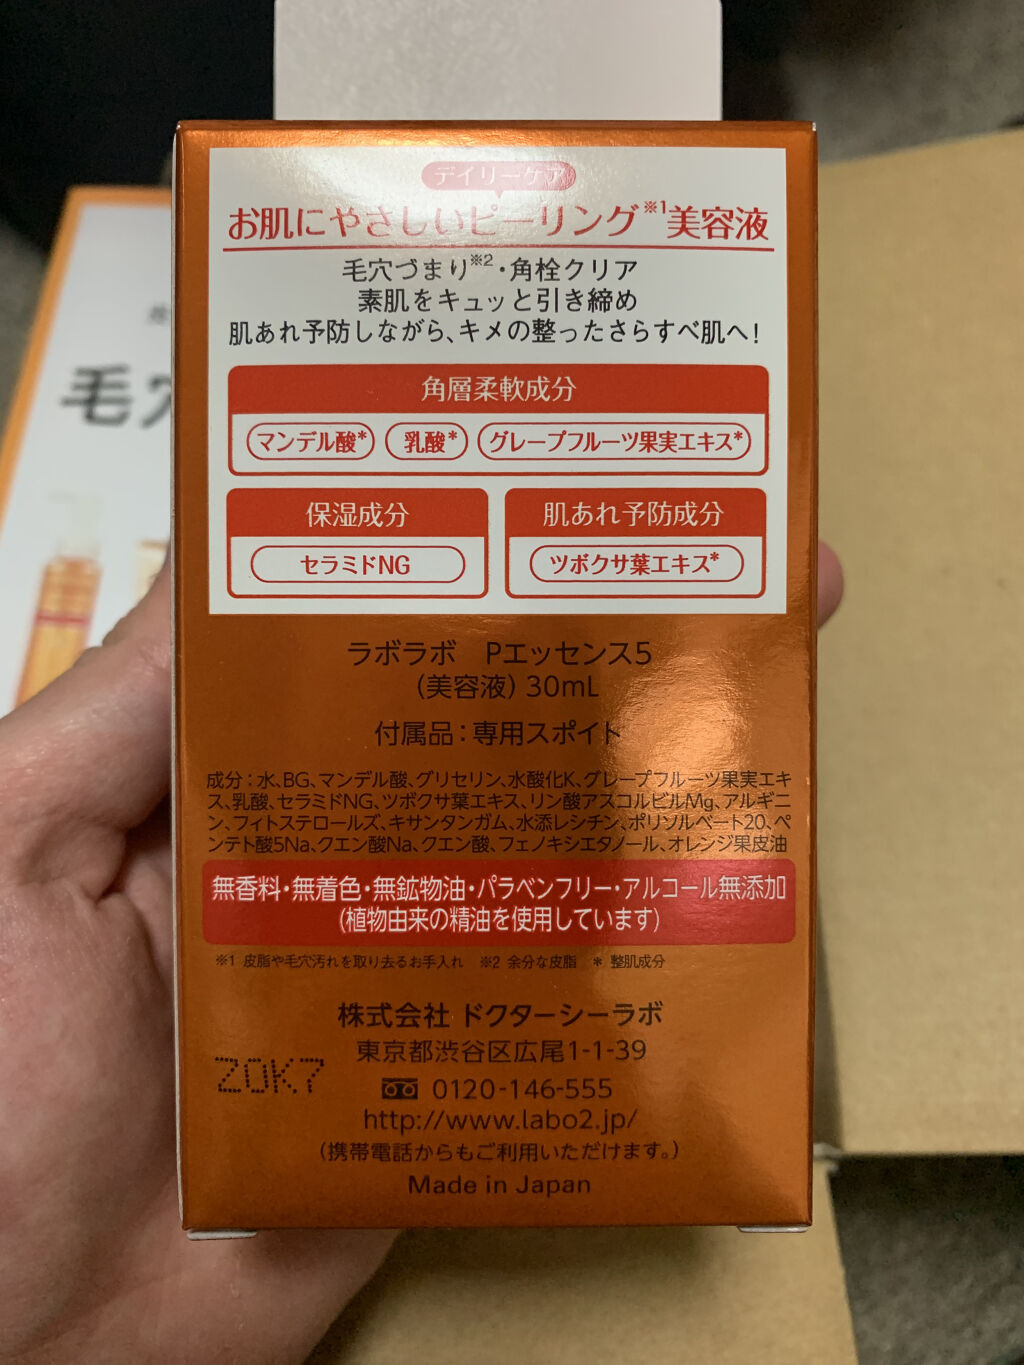 デイリーケア
お肌にやさしいピーリング※1美容液
毛穴づまり※2・角栓クリア
素肌をキュッと引き締め
肌あれ予防しながら、キメの整ったさらすべ肌へ!
角層柔軟成分
マンデル酸* 乳酸* グレープフルーツ果実エキス*
保湿成分 肌あれ予防成分
セラミドNG ツボクサ葉エキス*
ラボラボ Pエッセンス5
(美容液) 30mL
付属品:専用スポイト
成分:水、BG、マンデル酸、グリセリン、水酸化K、グレープフルーツ果実エキ
ス、乳酸、セラミドNG、ツボクサ葉エキス、リン酸アスコルビルMg、アルギニ
ン、フィトステロールズ、キサンタンガム、水添レシチン、ポリソルベート20、ペ
ンテト酸5Na、クエン酸Na、クエン酸、フェノキシエタノール、オレンジ果皮油
無香料・無着色・無鉱物油・パラベンフリー・アルコール無添加
(植物由来の精油を使用しています)
※1 皮脂や毛穴汚れを取り去るお手入れ ※2 余分な皮脂 * 整肌成分
株式会社 ドクターシーラボ
東京都渋谷区広尾1-1-39
0120-146-555
http://www.labo2.jp/
(携帯電話からもご利用いただけます。)
Made in Japan
ZOK7
毛穴